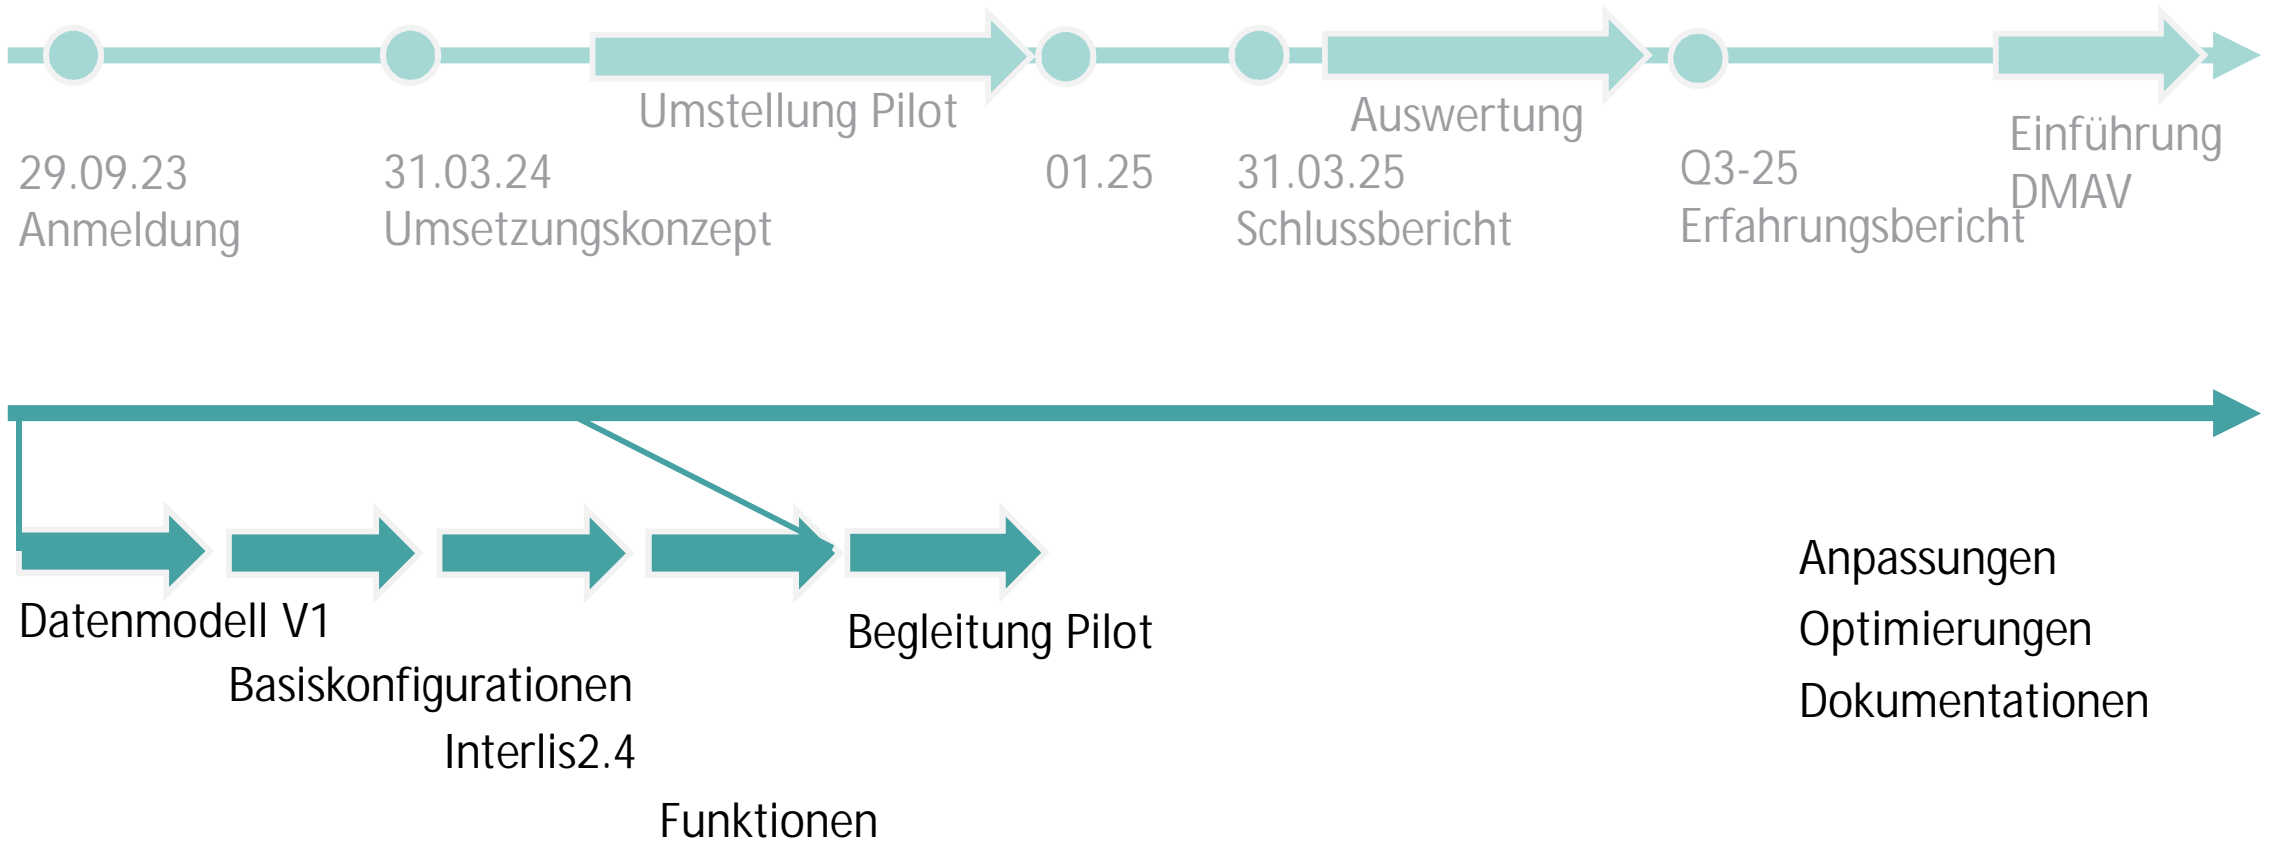 Umstellung Pilot
Auswertung
29.09.23
Anmeldung
31.03.24
Umsetzungskonzept
01.25
31.03.25
Schlussbericht
Q3-25
Erfahrungsbericht
Einführung
DMAV
Datenmodell V1
Basiskonfigurationen
Interlis2.4
Funktionen
Begleitung Pilot
Anpassungen
Optimierungen
Dokumentationen